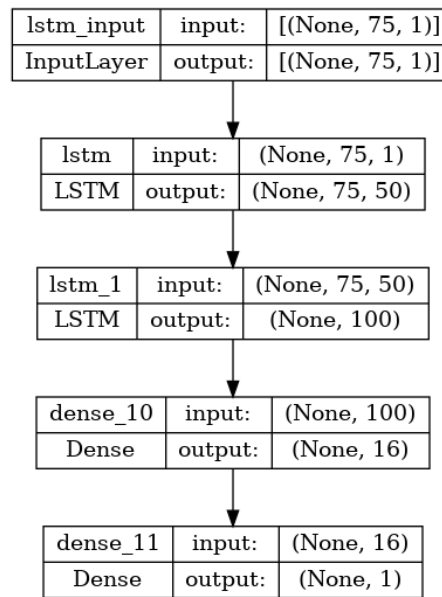 lstm_input input: [(None, 75, 1)]
InputLayer output: [(None, 75, 1)]
lstm input: (None, 75, 1)
LSTM output: (None, 75, 50)
lstm_1 input: (None, 75, 50)
LSTM output: (None, 100)
dense_10 input: (None, 100)
Dense output: (None, 16)
dense_11 input: (None, 16)
Dense output: (None, 1)